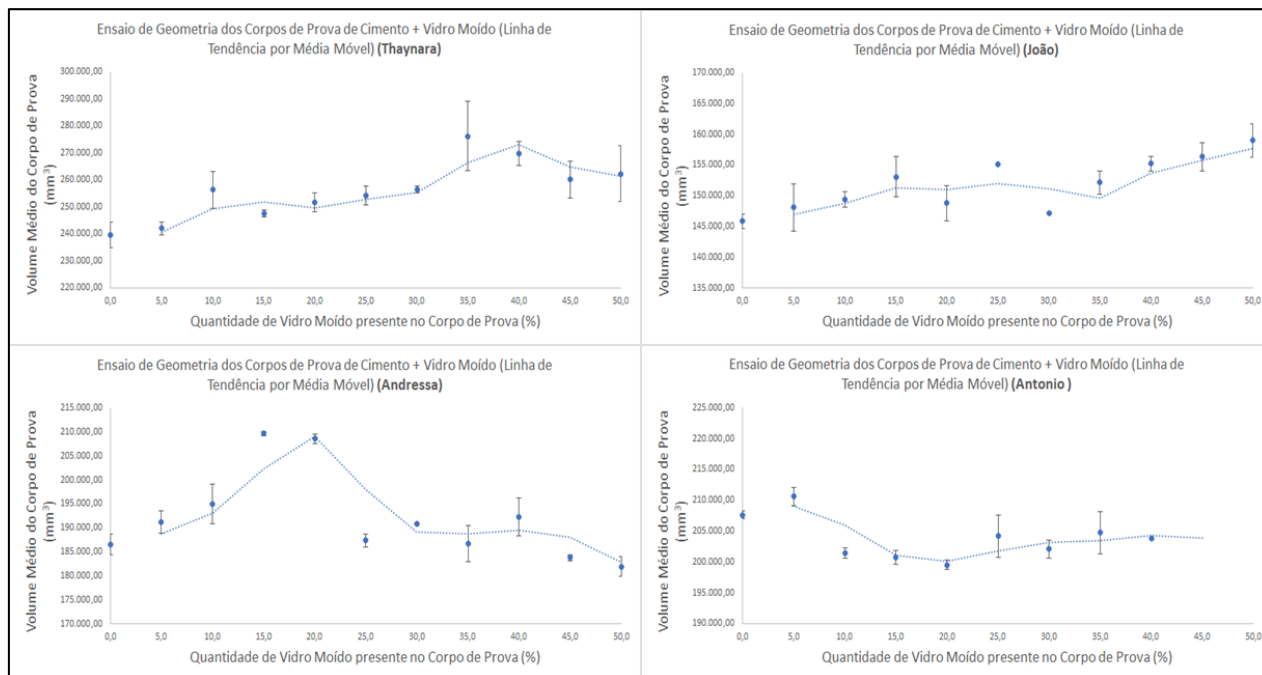 Ensaio de Geometria dos Corpos de Prova de Cimento + Vidro Moído (Linha de
Tendência por Média Móvel) (Thaynara)
Volume Médio do Corpo de Prova
(mm³)
300.000,00
290.000,00
280.000,00
270.000,00
260.000,00
250.000,00
240.000,00
230.000,00
220.000,00
0,0 5,0 10,0 15,0 20,0 25,0 30,0 35,0 40,0 45,0 50,0
Quantidade de Vidro Moído presente no Corpo de Prova (%)
Ensaio de Geometria dos Corpos de Prova de Cimento + Vidro Moído (Linha de
Tendência por Média Móvel) (João)
Volume Médio do Corpo de Prova
(mm³)
170.000,00
165.000,00
160.000,00
155.000,00
150.000,00
145.000,00
140.000,00
135.000,00
0,0 5,0 10,0 15,0 20,0 25,0 30,0 35,0 40,0 45,0 50,0
Quantidade de Vidro Moído presente no Corpo de Prova (%)
Ensaio de Geometria dos Corpos de Prova de Cimento + Vidro Moído (Linha de
Tendência por Média Móvel) (Andressa)
Volume Médio do Corpo de Prova
(mm³)
215.000,00
210.000,00
205.000,00
200.000,00
195.000,00
190.000,00
185.000,00
180.000,00
175.000,00
170.000,00
0,0 5,0 10,0 15,0 20,0 25,0 30,0 35,0 40,0 45,0 50,0
Quantidade de Vidro Moído presente no Corpo de Prova (%)
Ensaio de Geometria dos Corpos de Prova de Cimento + Vidro Moído (Linha de
Tendência por Média Móvel) (Antonio )
Volume Médio do Corpo de Prova
(mm³)
225.000,00
220.000,00
215.000,00
210.000,00
205.000,00
200.000,00
195.000,00
190.000,00
0,0 5,0 10,0 15,0 20,0 25,0 30,0 35,0 40,0 45,0 50,0
Quantidade de Vidro Moído presente no Corpo de Prova (%)